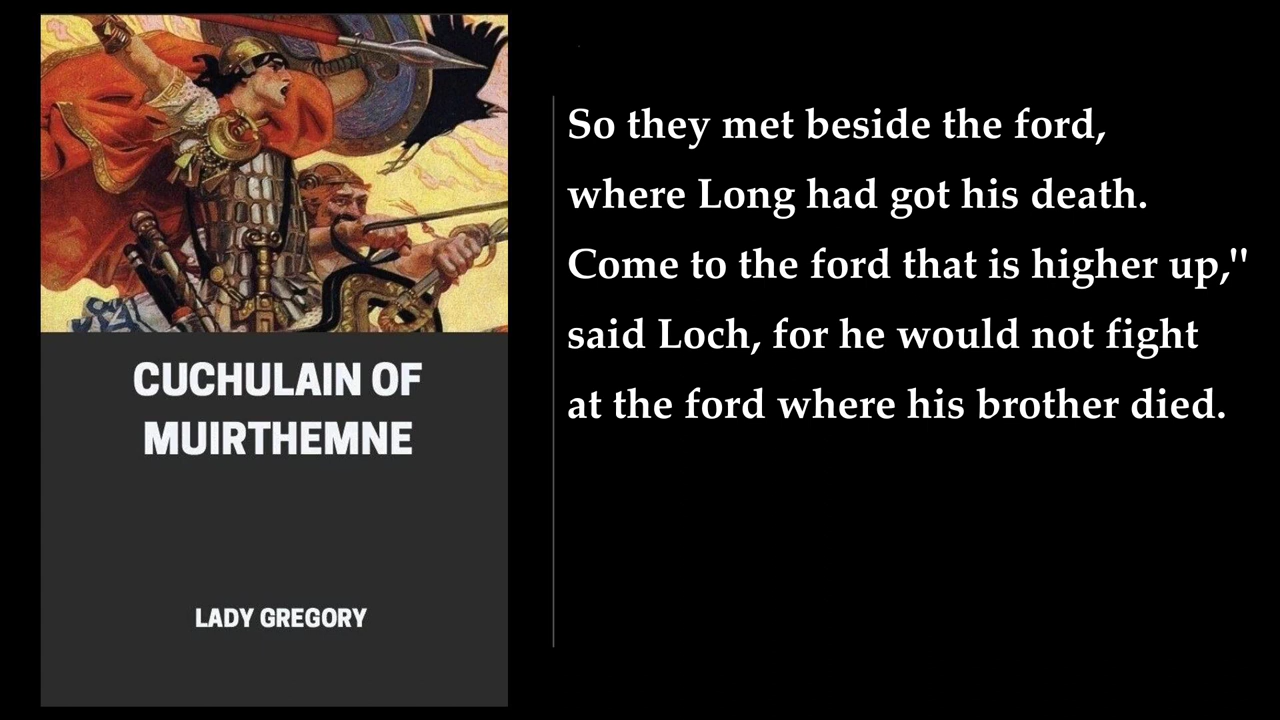 CUCHULAIN OF
MUIRTHEMNE
LADY GREGORY
So they met beside the ford,
where Long had got his death.
Come to the ford that is higher up,"
said Loch, for he would not fight
at the ford where his brother died.